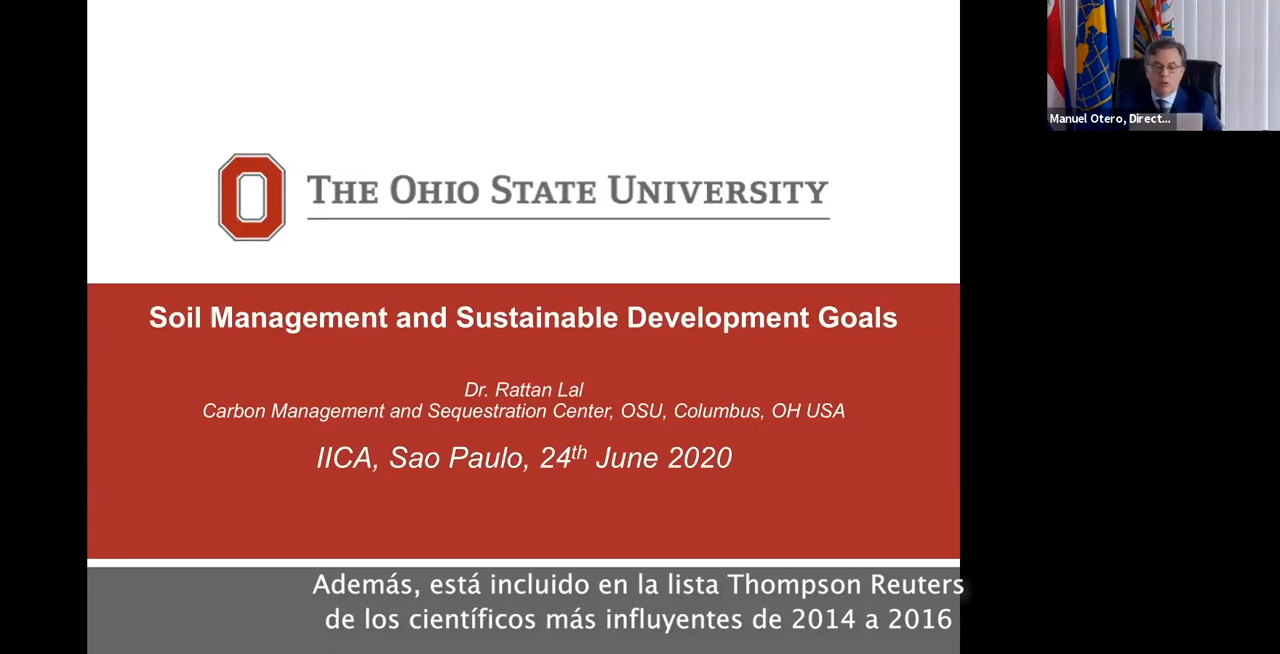 THE OHIO STATE UNIVERSITY
Soil Management and Sustainable Development Goals
Dr. Rattan Lal
Carbon Management and Sequestration Center, OSU, Columbus, OH USA
IICA, Sao Paulo, 24th June 2020
Además, está incluido en la lista Thompson Reuters
de los científicos más influyentes de 2014 a 2016
Manuel Otero, Direct...